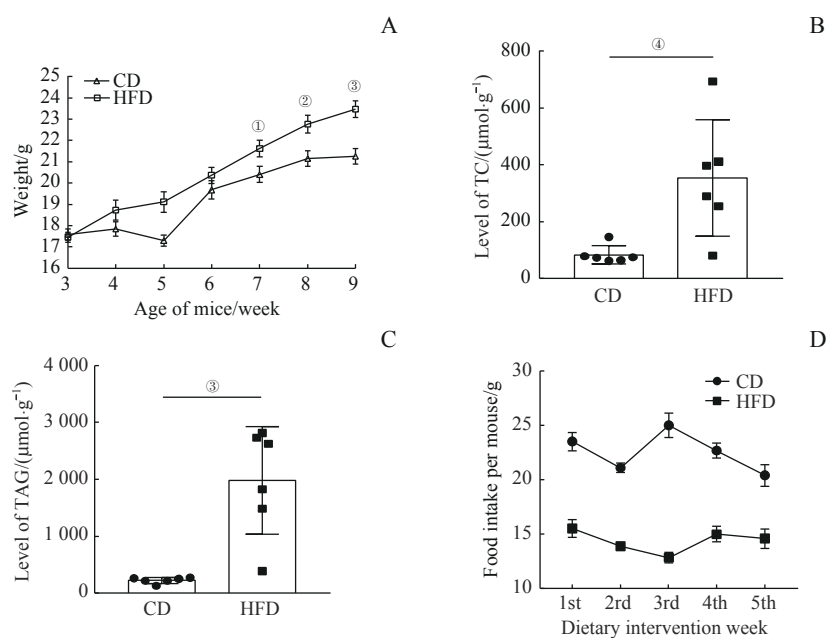 A
25
24
23
22
21
20
19
18
17
16
Weight/g
CD
HFD
①
②
③
3
4
5
6
7
8
9
Age of mice/week
B
800
600
400
200
0
Level of TC/(μmol·g⁻¹)
④
CD
HFD
C
4 000
3 000
2 000
1 000
0
Level of TAG/(μmol·g⁻¹)
③
CD
HFD
D
30
25
20
15
10
Food intake per mouse/g
CD
HFD
1st
2rd
3rd
4th
5th
Dietary intervention week